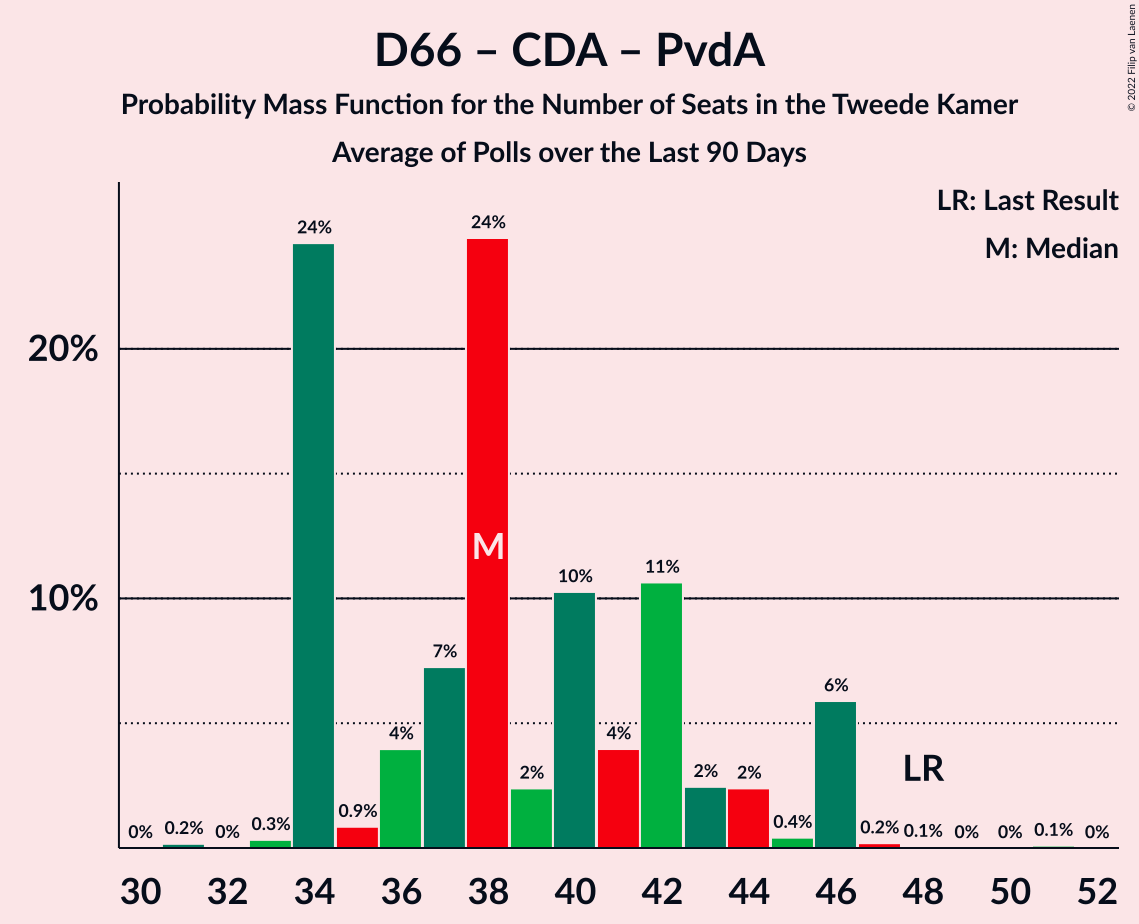 D66 – CDA – PvdA
Probability Mass Function for the Number of Seats in the Tweede Kamer
Average of Polls over the Last 90 Days
© 2022 Filip van Laenen
LR: Last Result
M: Median
20%
10%
0%
0.2%
0%
0.3%
24%
0.9%
4%
7%
24%
M
2%
10%
4%
11%
2%
2%
0.4%
6%
0.2%
0.1%
LR
0%
0%
0.1%
0%
30 32 34 36 38 40 42 44 46 48 50 52